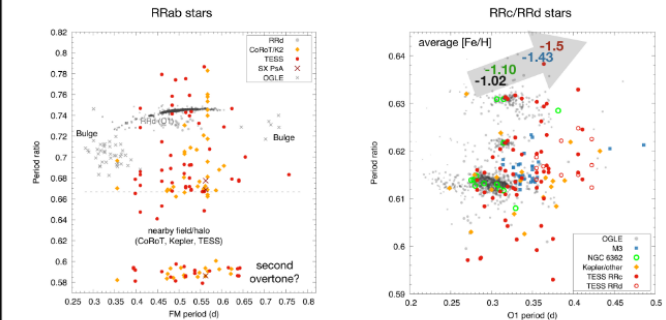 RRab stars
0.82
0.8
0.78
0.76
0.74
0.72
0.7
0.68
0.66
0.64
0.62
0.6
0.58
Period ratio
RRd
CoRoT/K2
TESS
SX PsA
OGLE
Bulge
Bulge
nearby field/halo
(CoRoT, Kepler, TESS)
second
overtone?
0.25 0.3 0.35 0.4 0.45 0.5 0.55 0.6 0.65 0.7 0.75 0.8
FM period (d)
RRc/RRd stars
average [Fe/H]
-1.5
-1.43
-1.10
-1.02
0.64
0.63
0.62
0.61
0.6
0.59
Period ratio
OGLE
M3
NGC 6362
Kepler/other
TESS RRc
TESS RRd
0.2 0.25 0.3 0.35 0.4 0.45 0.5
O1 period (d)